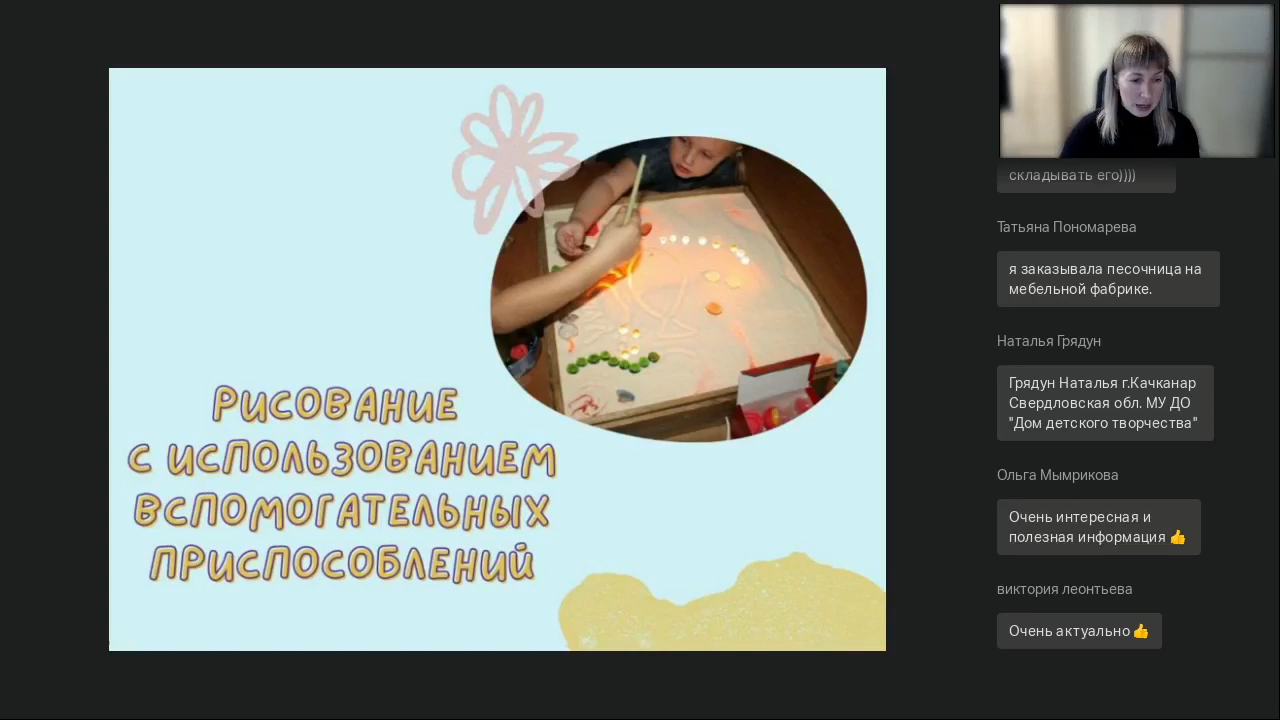 Рисование
с использованием
вспомогательных
приспособлений
складывать его))))
Татьяна Пономарева
я заказывала песочница на
мебельной фабрике.
Наталья Грядун
Грядун Наталья г.Качканар
Свердловская обл. МУ ДО
"Дом детского творчества"
Ольга Мымрикова
Очень интересная и
полезная информация 👍
виктория леонтьева
Очень актуально 👍